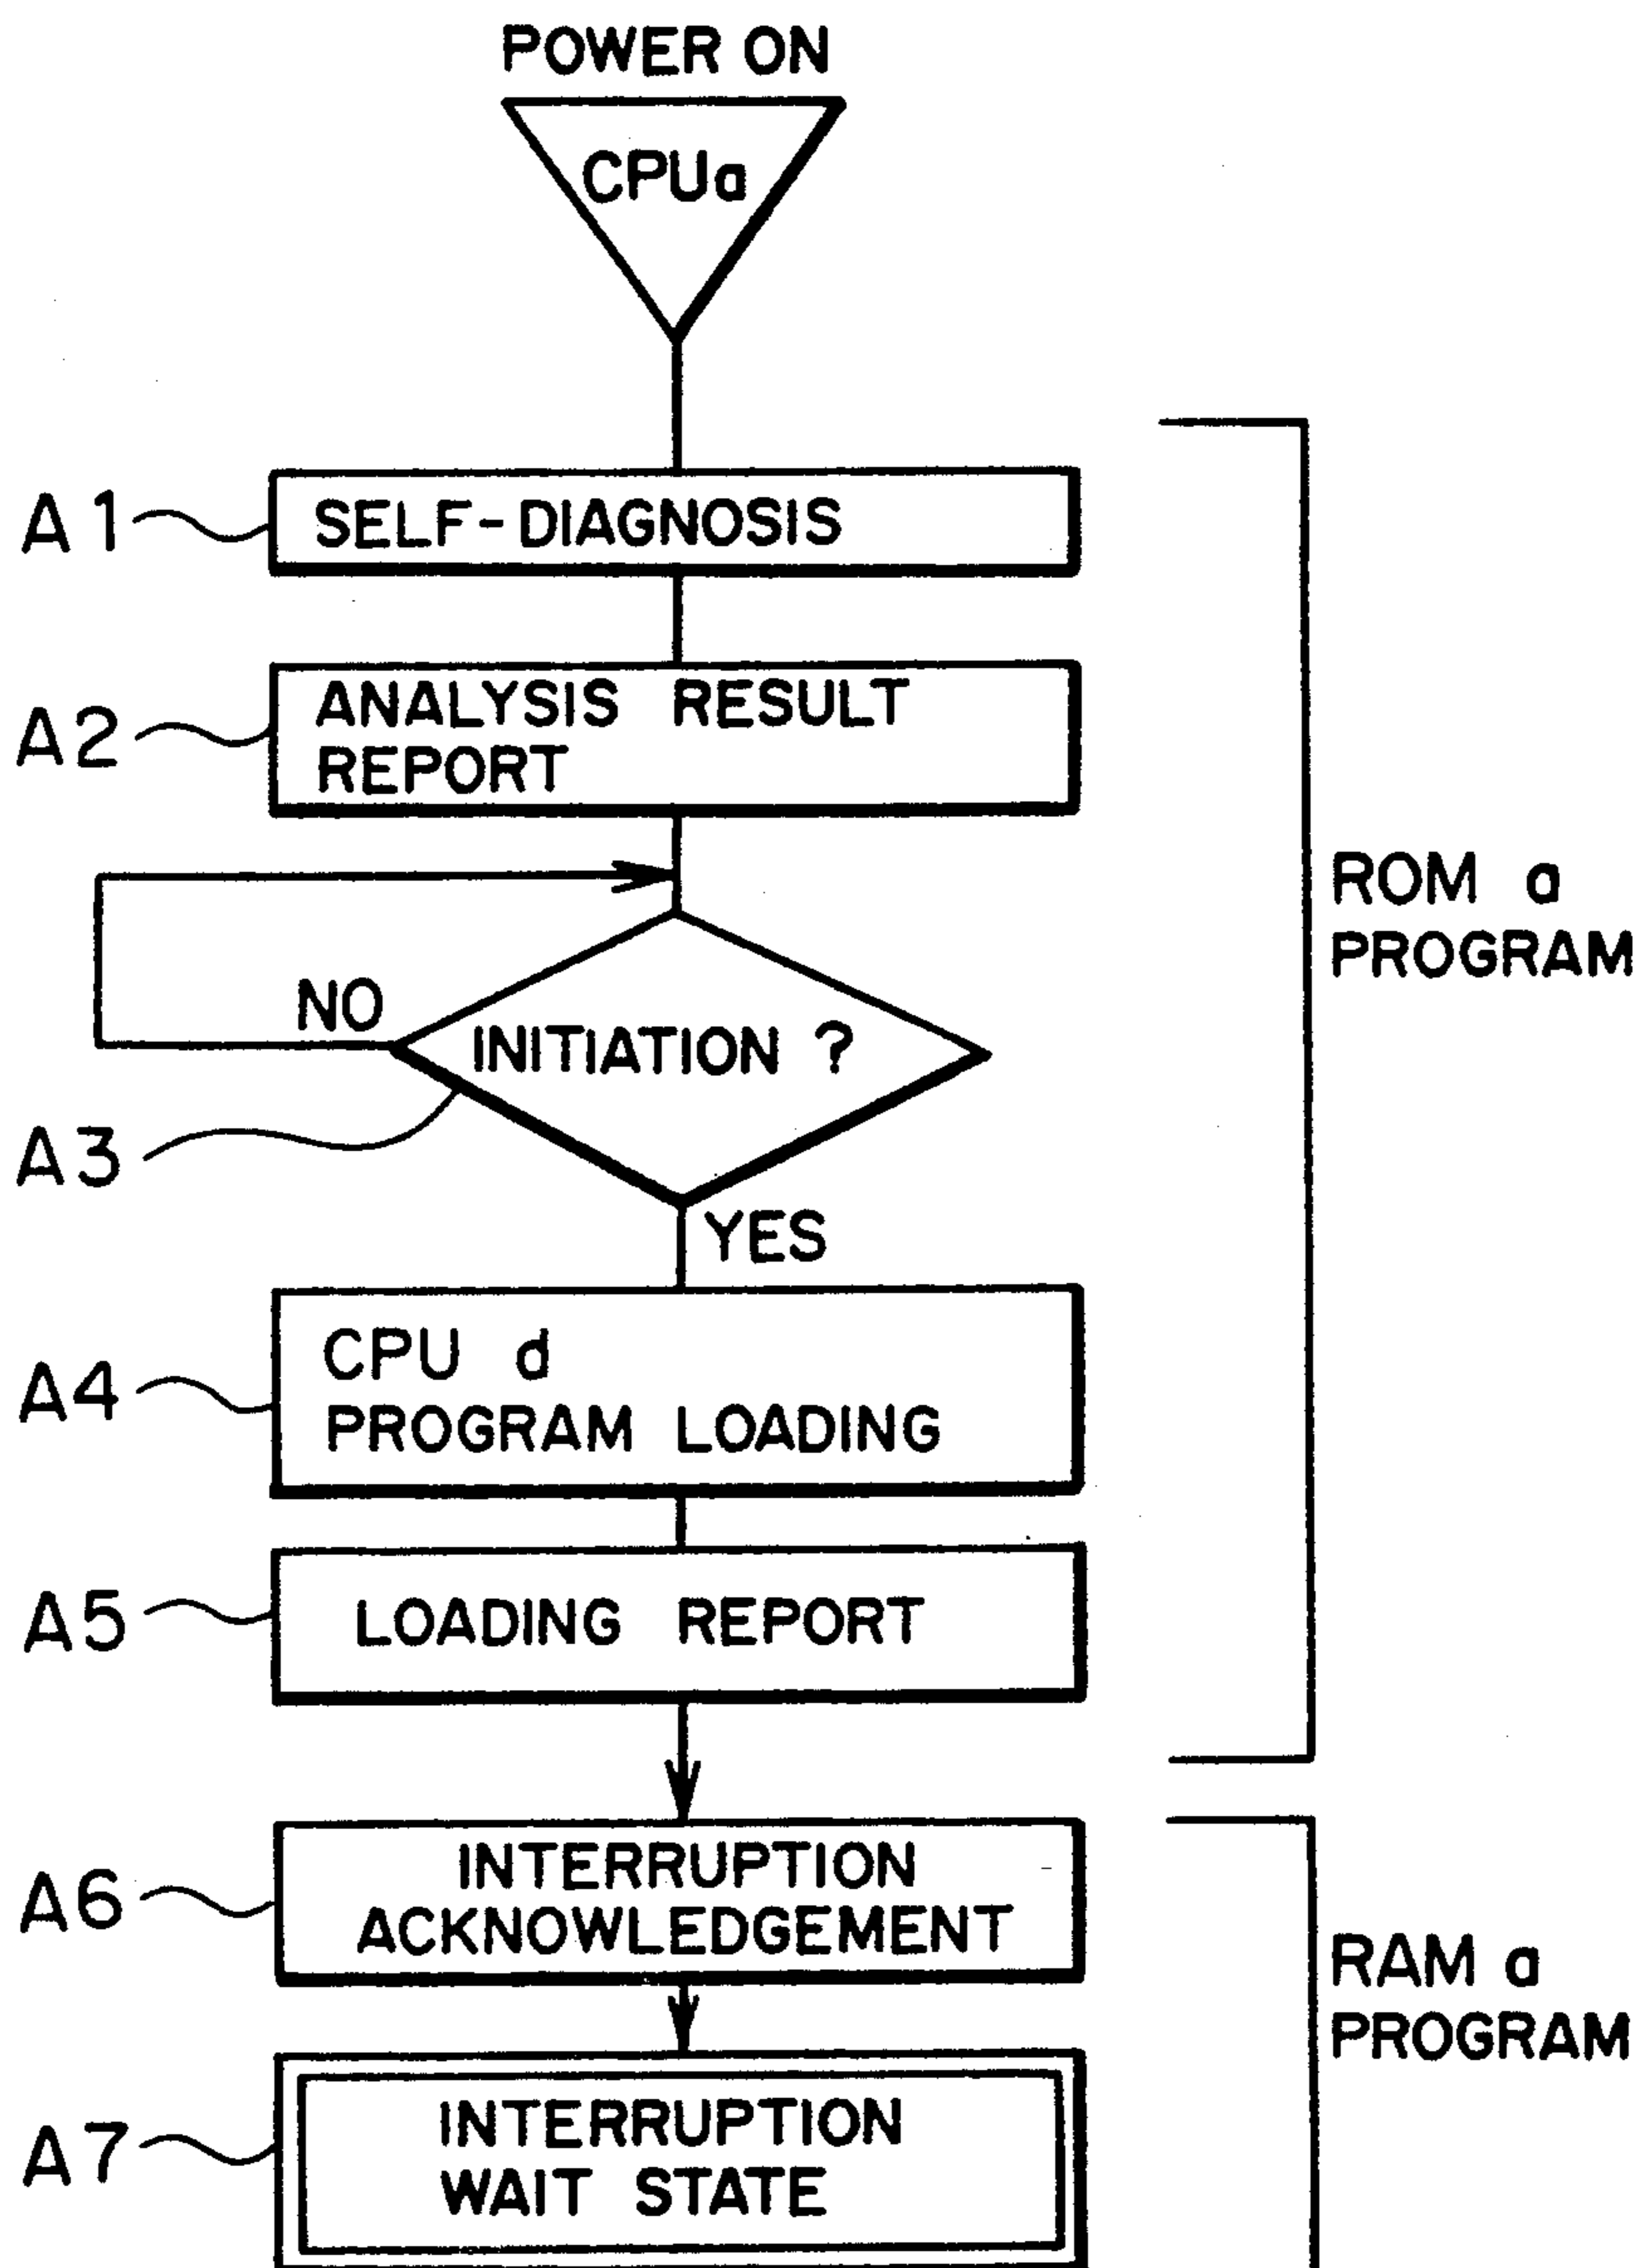 POWER ON
CPUa
A1
SELF-DIAGNOSIS
A2
ANALYSIS RESULT
REPORT
NO
INITIATION ?
A3
YES
A4
CPU d
PROGRAM LOADING
A5
LOADING REPORT
ROM a
PROGRAM
A6
INTERRUPTION
ACKNOWLEDGEMENT
A7
INTERRUPTION
WAIT STATE
RAM a
PROGRAM